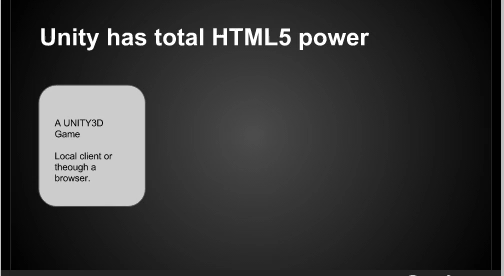 Unity has total HTML5 power
A UNITY3D
Game
Local client or
theough a
browser.